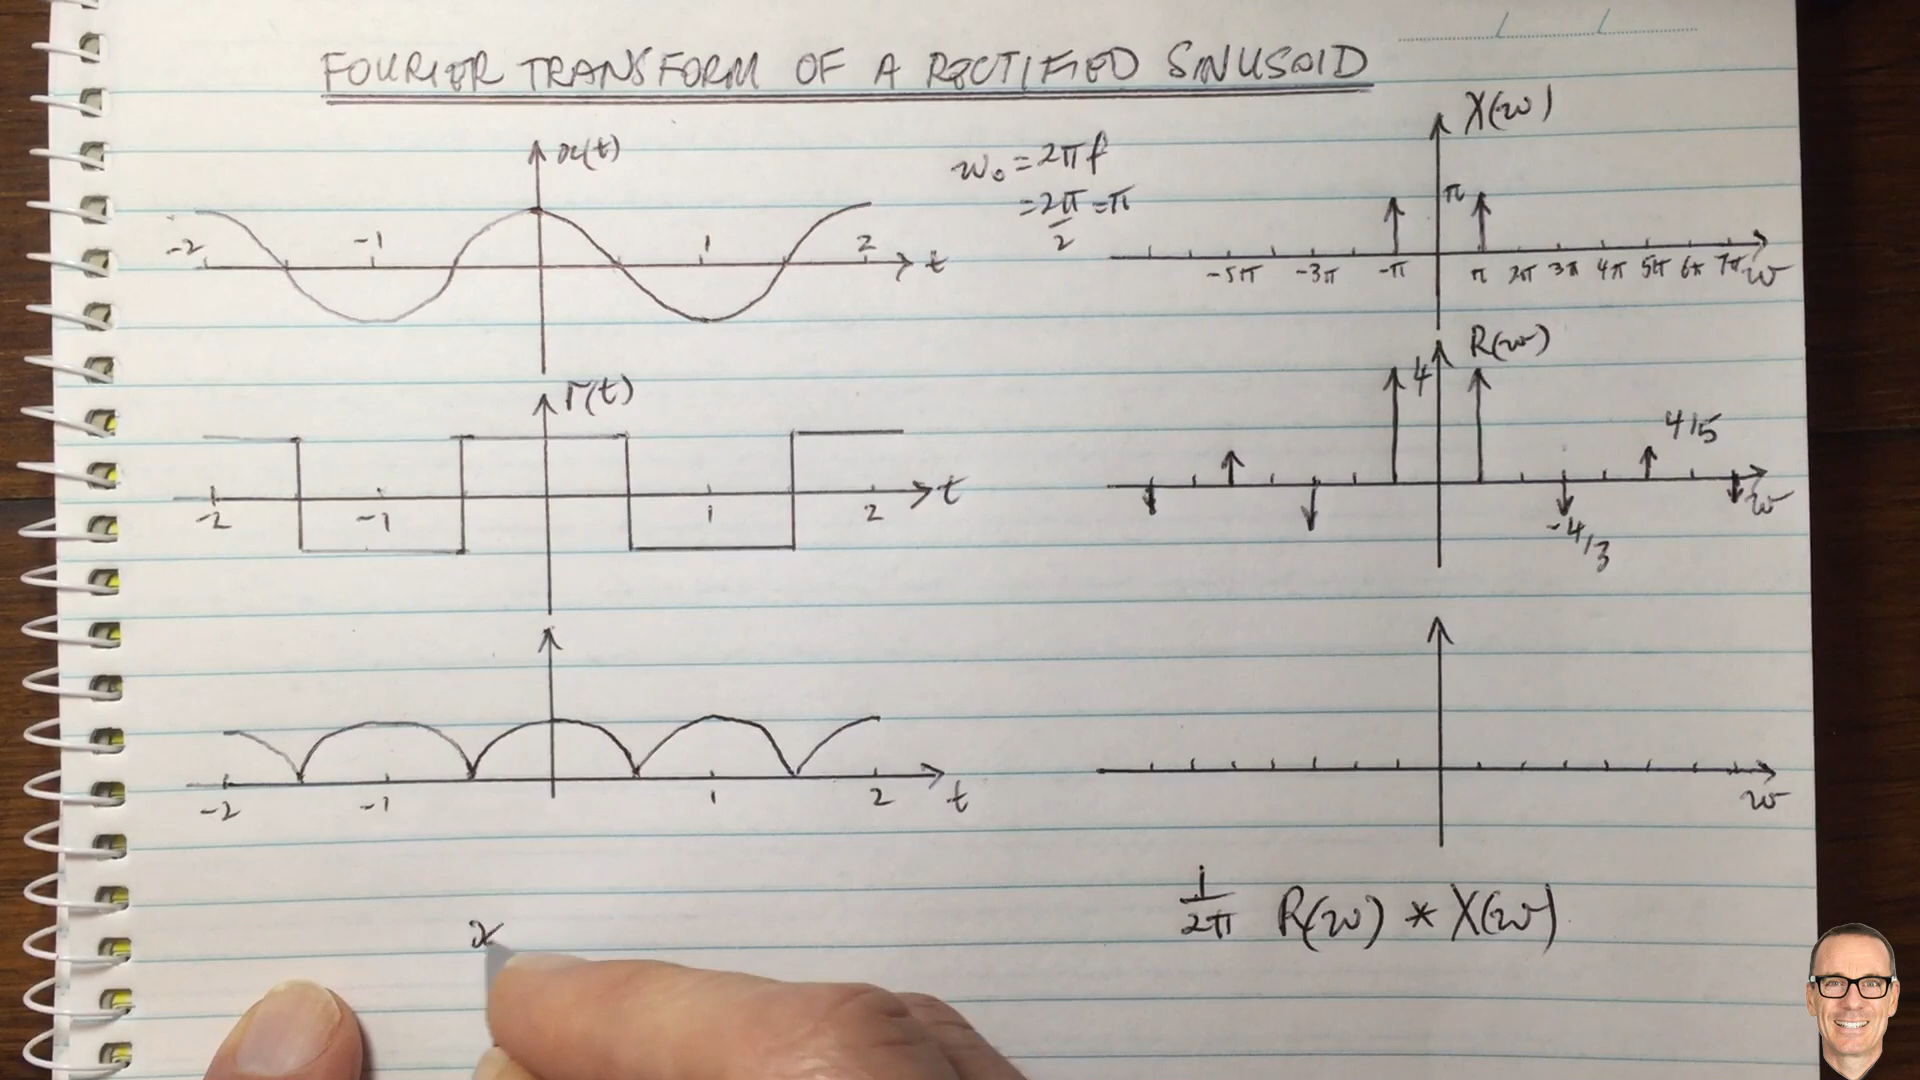 FOURIER TRANSFORM OF A RECTIFIED SINUSOID
x(t)
-2 -1 1 2 t
w₀ = 2πf
= 2π/2 = π
X(w)
π
-5π -3π -π π 2π 3π 4π 5π 6π 7π w
r(t)
-2 -1 1 2 t
R(w)
4
4/5
-4/3
w
-2 -1 1 2 t
w
1/2π R(w) * X(w)
x